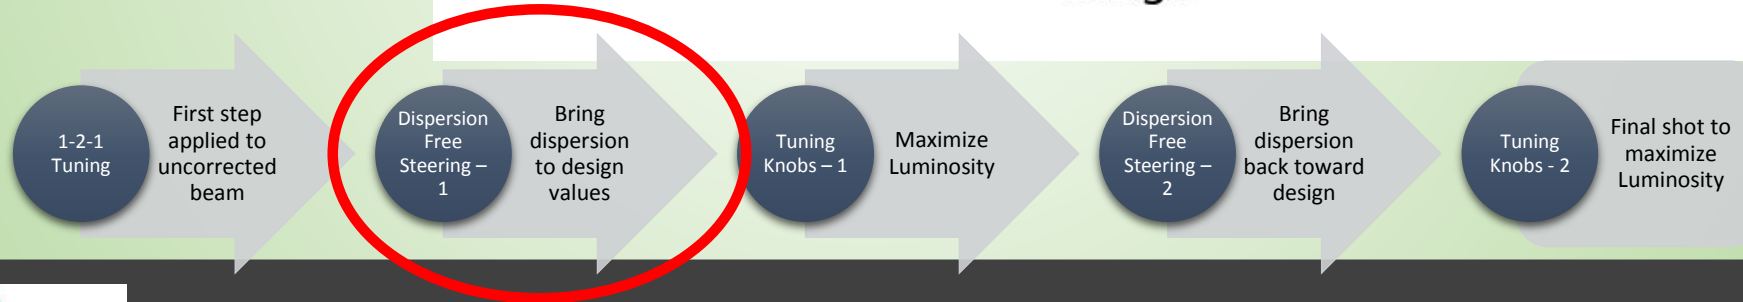 1-2-1
Tuning
First step
applied to
uncorrected
beam
Dispersion
Free
Steering –
1
Bring
dispersion
to design
values
Tuning
Knobs – 1
Maximize
Luminosity
Dispersion
Free
Steering –
2
Bring
dispersion
back toward
design
Tuning
Knobs - 2
Final shot to
maximize
Luminosity